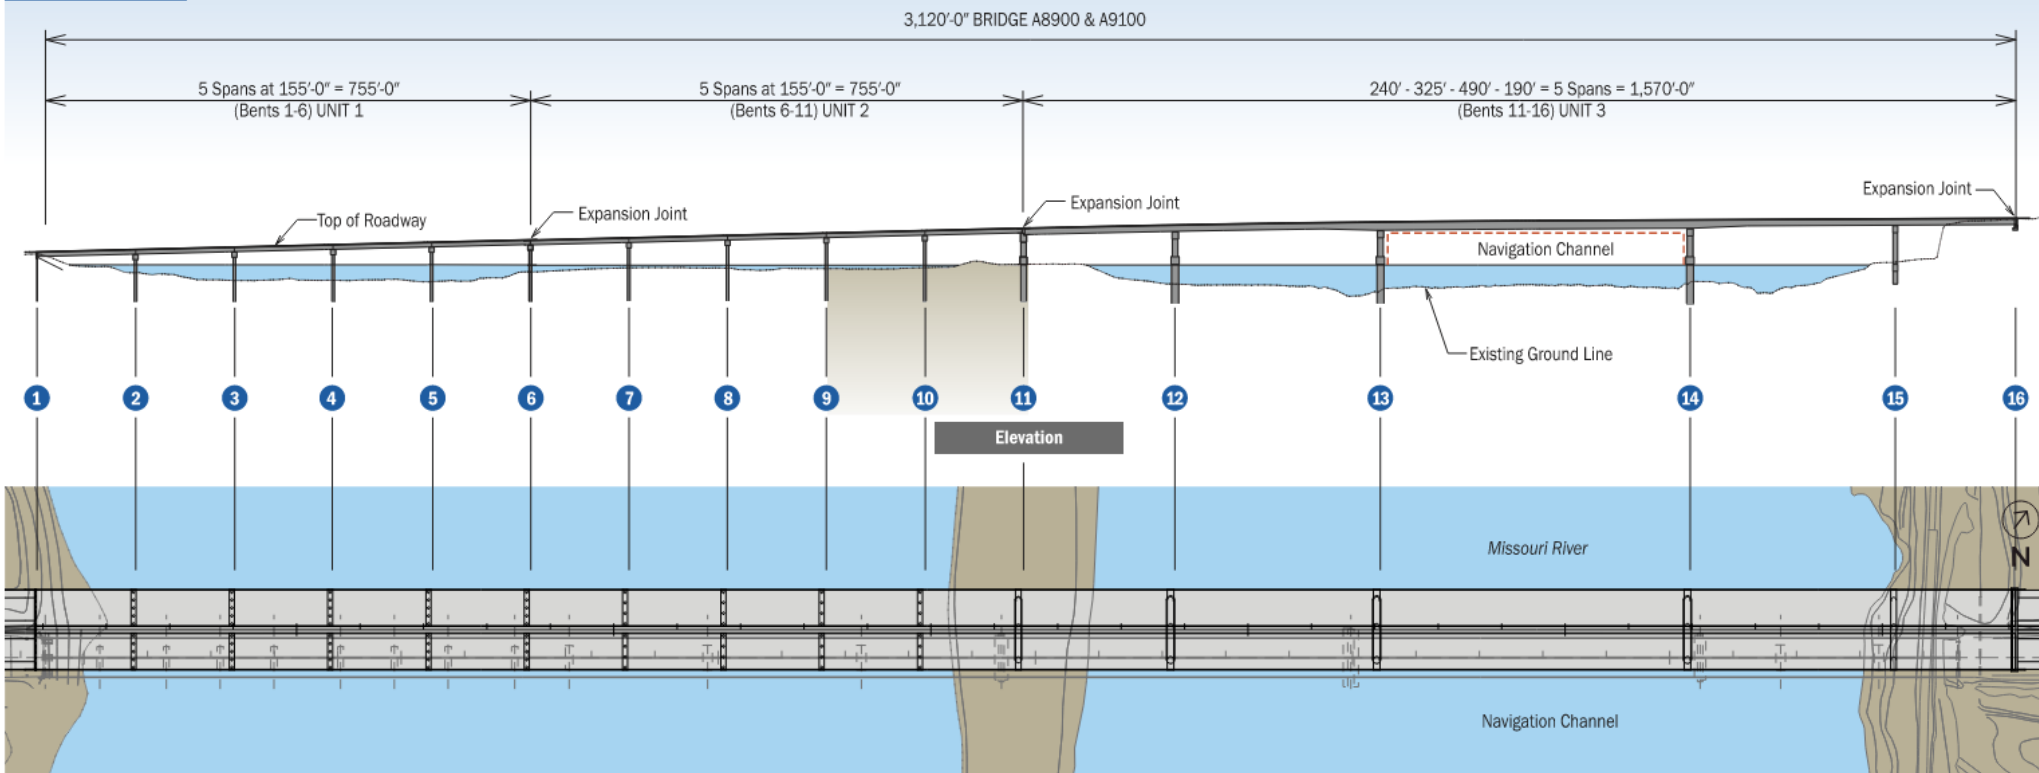 3,120'-0" BRIDGE A8900 & A9100
5 Spans at 155'-0" = 755'-0"
(Bents 1-6) UNIT 1
5 Spans at 155'-0" = 755'-0"
(Bents 6-11) UNIT 2
240' - 325' - 490' - 190' = 5 Spans = 1,570'-0"
(Bents 11-16) UNIT 3
Top of Roadway
Expansion Joint
Expansion Joint
Expansion Joint
Navigation Channel
Existing Ground Line
1 2 3 4 5 6 7 8 9 10 11 12 13 14 15 16
Elevation
Missouri River
N
Navigation Channel